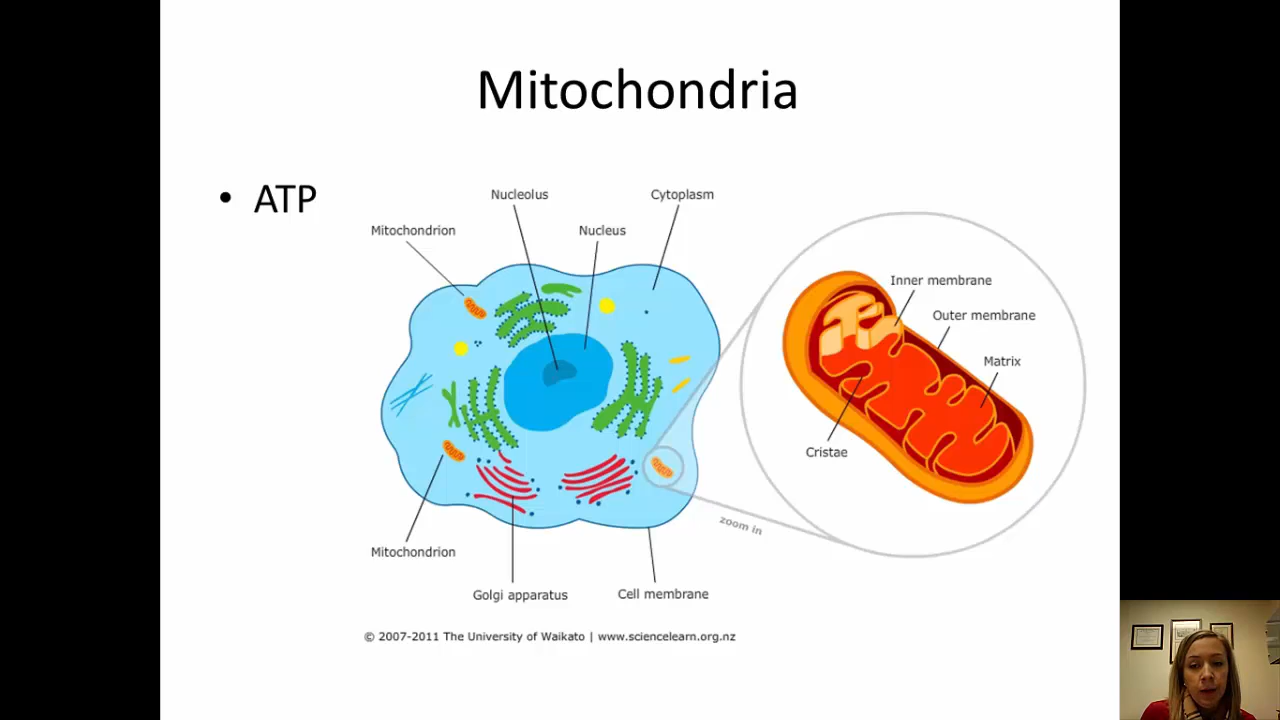 Mitochondria
• ATP
Nucleolus
Cytoplasm
Mitochondrion
Nucleus
Inner membrane
Outer membrane
Matrix
Cristae
zoom in
Mitochondrion
Golgi apparatus
Cell membrane
© 2007-2011 The University of Waikato | www.sciencelearn.org.nz